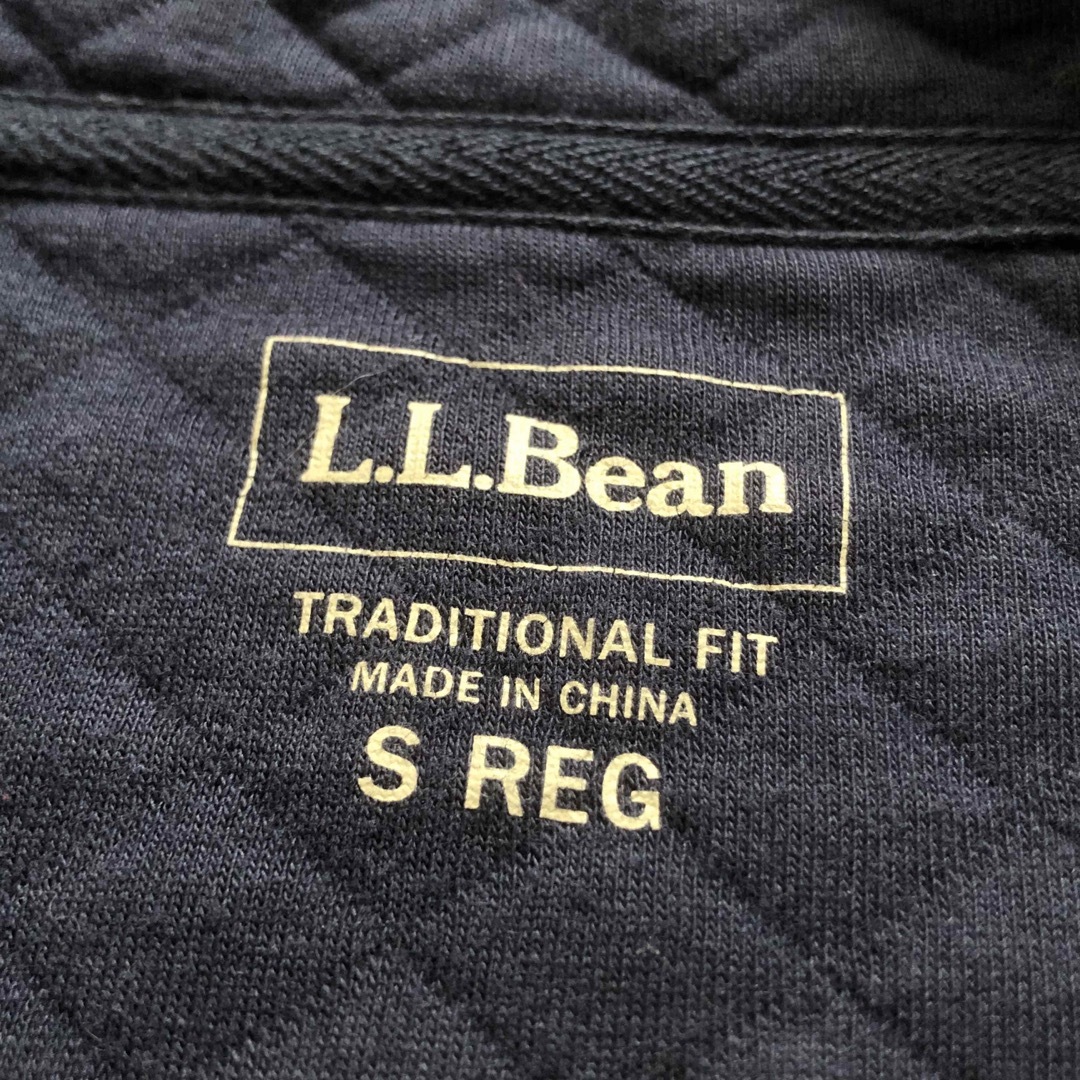 L.L.Bean
TRADITIONAL FIT
MADE IN CHINA
S REG